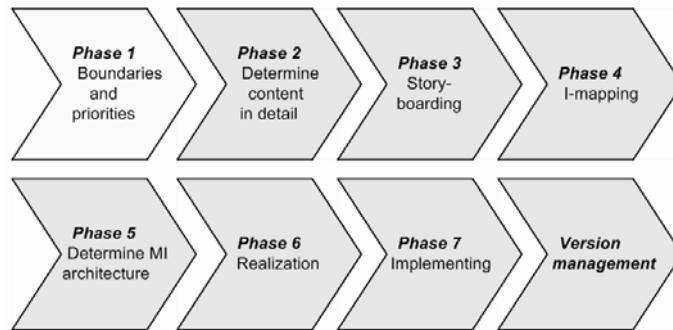 Phase 1
Boundaries
and
priorities
Phase 2
Determine
content
in detail
Phase 3
Story-
boarding
Phase 4
I-mapping
Phase 5
Determine MI
architecture
Phase 6
Realization
Phase 7
Implementing
Version
management